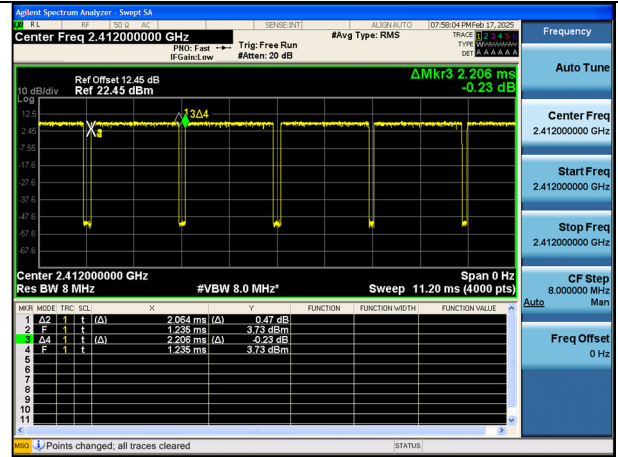 Agilent Spectrum Analyzer - Swept SA
RL RF 50 Ω AC SENSE:INT ALIGN AUTO 07:58:04 PM Feb 17, 2025
Center Freq 2.412000000 GHz
PNO: Fast
IFGain:Low
Trig: Free Run
#Atten: 20 dB
#Avg Type: RMS
TRACE 1 2 3 4 5 6
TYPE W
DET A A A A A A
Frequency
Ref Offset 12.45 dB
10 dB/div Ref 22.45 dBm
Log
ΔMkr3 2.206 ms
-0.23 dB
12.5
2.45
-7.55
-17.6
-27.6
-37.6
-47.6
-57.6
-67.6
13Δ4
Center 2.412000000 GHz Span 0 Hz
Res BW 8 MHz #VBW 8.0 MHz* Sweep 11.20 ms (4000 pts)
MKR MODE TRC SCL X Y FUNCTION FUNCTION WIDTH FUNCTION VALUE
1 Δ2 1 t (Δ) 2.064 ms (Δ) 0.47 dB
2 F 1 t 1.235 ms 3.73 dBm
3 Δ4 1 t (Δ) 2.206 ms (Δ) -0.23 dB
4 F 1 t 1.235 ms 3.73 dBm
5
6
7
8
9
10
11
MSG Points changed; all traces cleared STATUS
Auto Tune
Center Freq
2.412000000 GHz
Start Freq
2.412000000 GHz
Stop Freq
2.412000000 GHz
CF Step
8.000000 MHz
Auto Man
Freq Offset
0 Hz